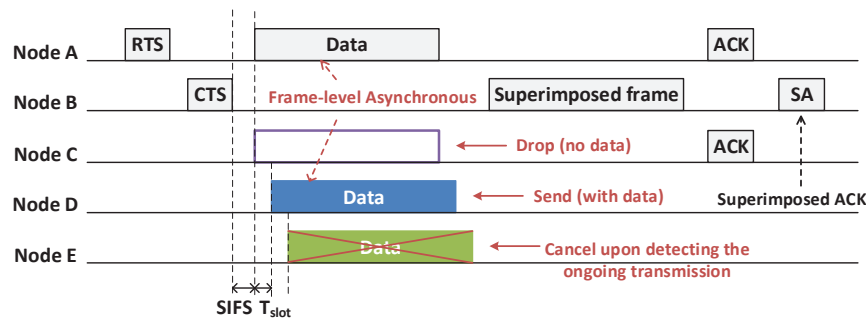 Node A
RTS
Data
ACK
Node B
CTS
Frame-level Asynchronous
Superimposed frame
SA
Node C
Drop (no data)
ACK
Superimposed ACK
Node D
Data
Send (with data)
Node E
Data
Cancel upon detecting the
ongoing transmission
SIFS
Tslot